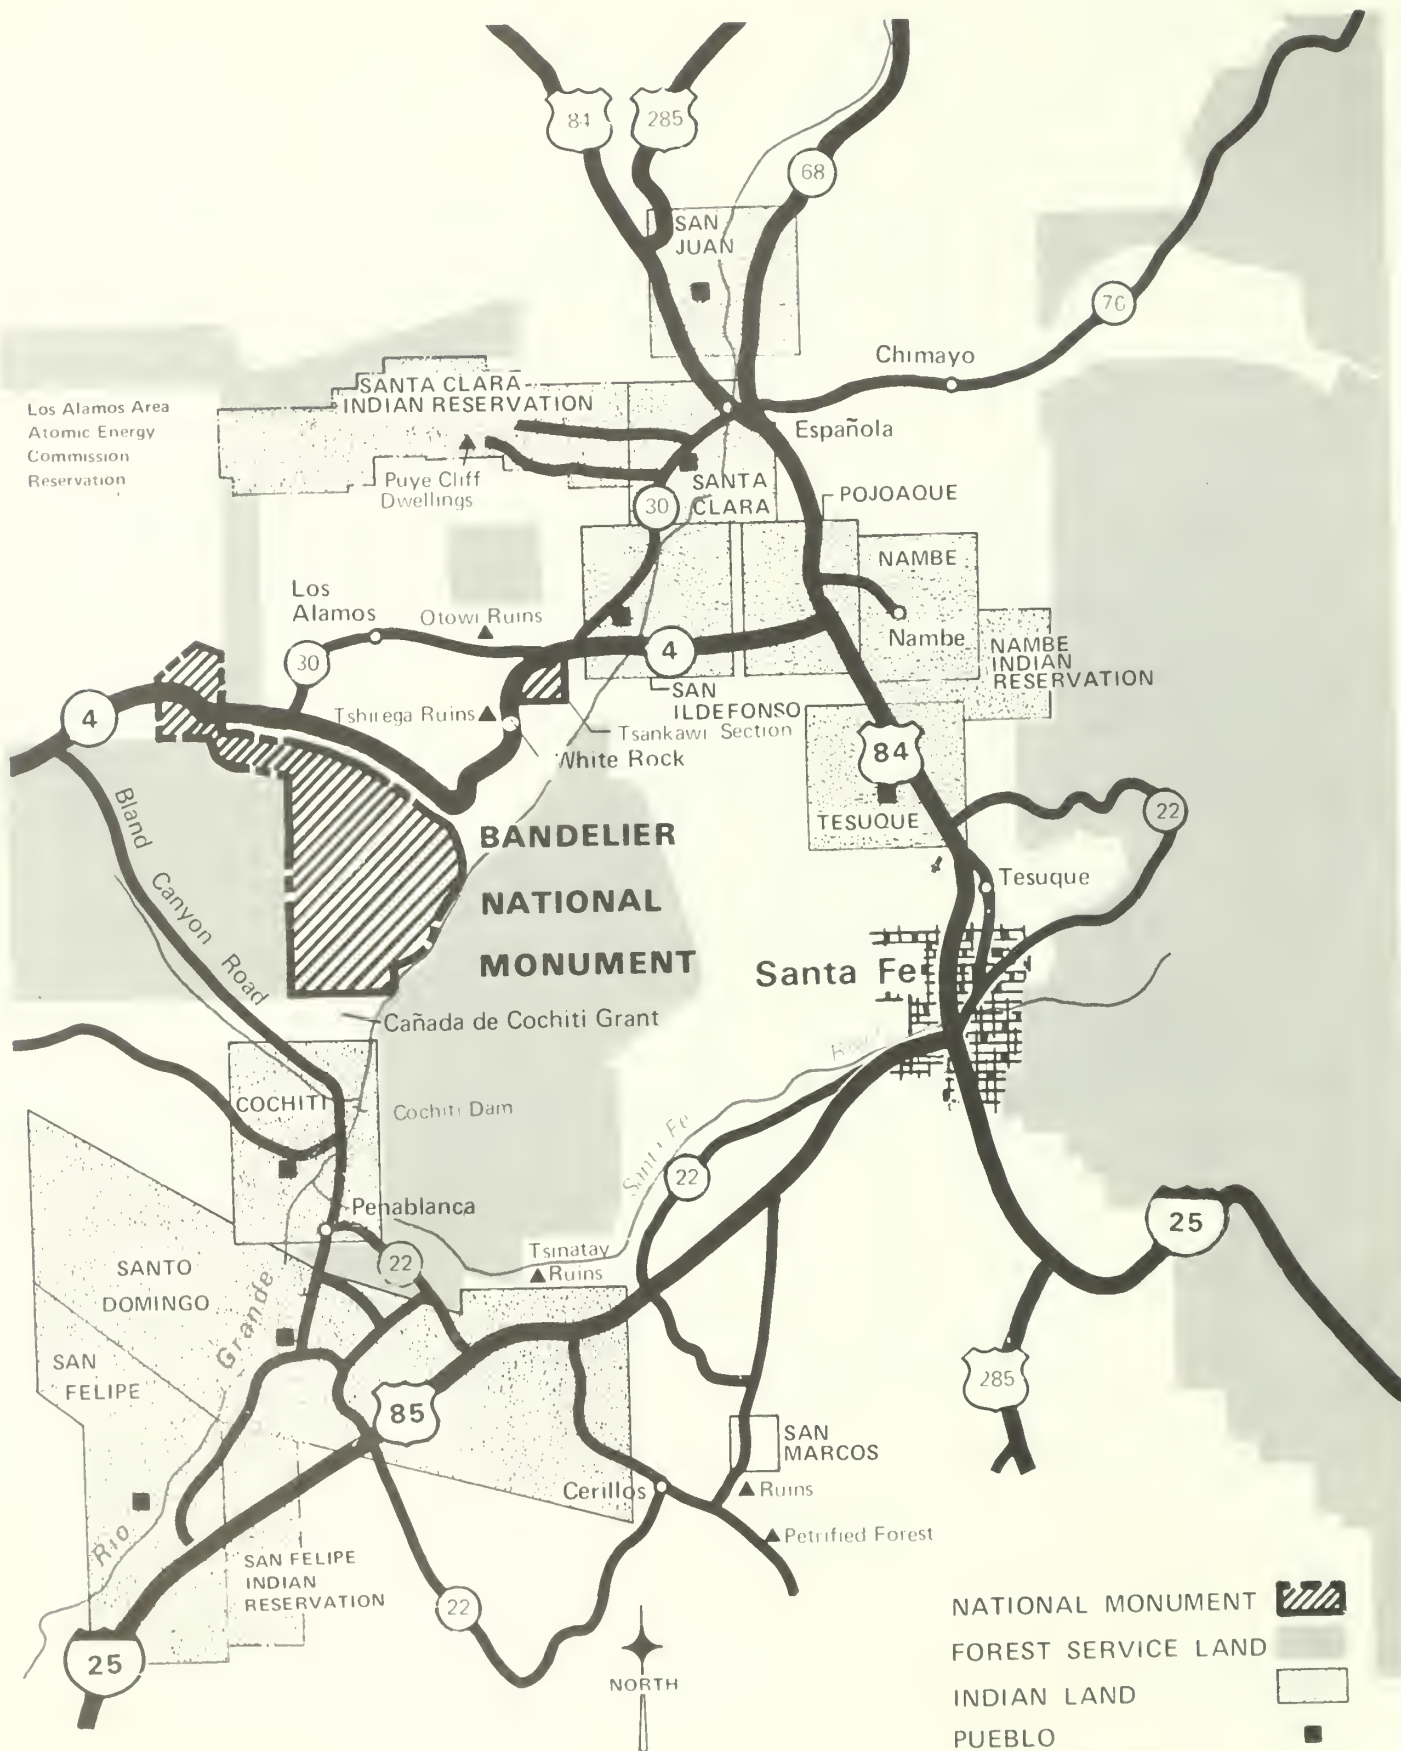 84
285
68
SAN
JUAN
76
Chimayo
SANTA CLARA
INDIAN RESERVATION
Los Alamos Area
Atomic Energy
Commission
Reservation
Española
Puye Cliff
Dwellings
SANTA
CLARA
30
POJOAQUE
NAMBE
Los
Alamos
Otowi Ruins
Nambe
NAMBE
INDIAN
RESERVATION
30
4
4
SAN
ILDEFONSO
Tshirega Ruins
Tsankawi Section
White Rock
84
TESUQUE
22
Bland Canyon Road
BANDELIER
NATIONAL
MONUMENT
Tesuque
Santa Fe
Cañada de Cochiti Grant
COCHITI
Cochiti Dam
Santa Fe River
22
Penablanca
25
22
Tsinatay
Ruins
SANTO
DOMINGO
Rio Grande
SAN
FELIPE
285
85
SAN
MARCOS
Cerillos
Ruins
Petrified Forest
SAN FELIPE
INDIAN
RESERVATION
22
25
NORTH
NATIONAL MONUMENT
FOREST SERVICE LAND
INDIAN LAND
PUEBLO